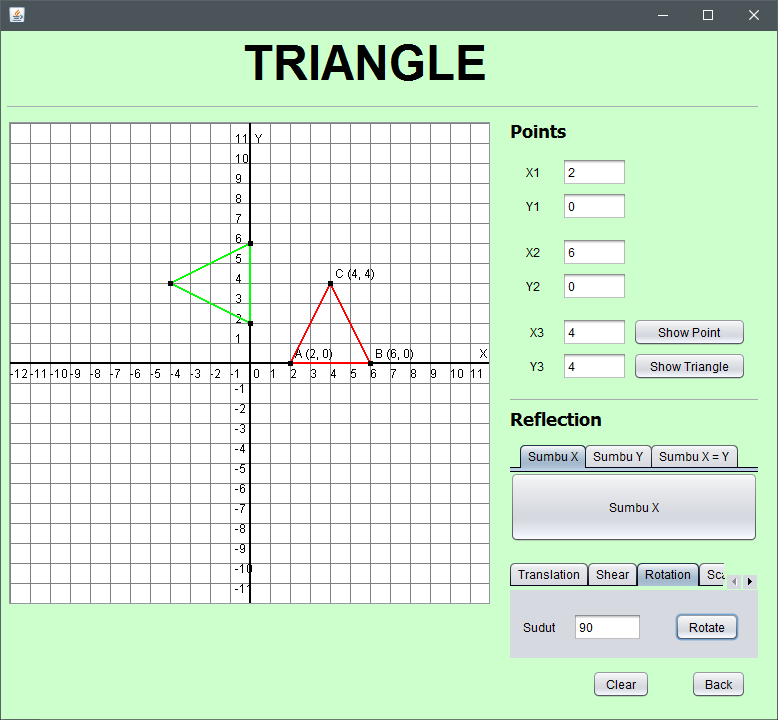 TRIANGLE
11 Y
10
9
8
7
6
5
4
3
2
1
C (4, 4)
A (2, 0)
B (6, 0)
X
-12 -11 -10 -9 -8 -7 -6 -5 -4 -3 -2 -1 0 1 2 3 4 5 6 7 8 9 10 11
-1
-2
-3
-4
-5
-6
-7
-8
-9
-10
-11
Points
X1 2
Y1 0
X2 6
Y2 0
X3 4 Show Point
Y3 4 Show Triangle
Reflection
Sumbu X Sumbu Y Sumbu X = Y
Sumbu X
Translation Shear Rotation Sca
Sudut 90 Rotate
Clear Back